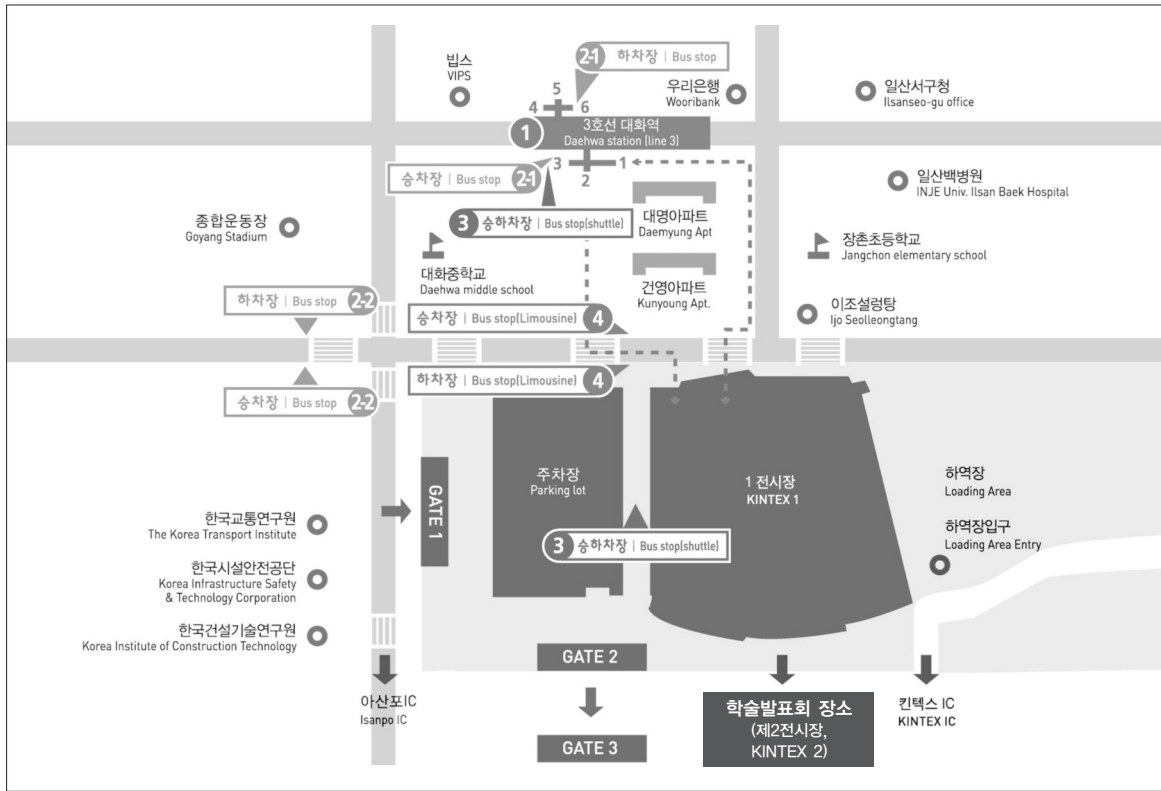 2-1 하차장 | Bus stop
빕스
VIPS
우리은행
Wooribank
일산서구청
Ilsanseo-gu office
5
4 6
1
3호선 대화역
Daehwa station (line 3)
3 1
2
승차장 | Bus stop 2-1
일산백병원
INJE Univ. Ilsan Baek Hospital
종합운동장
Goyang Stadium
3 승하차장 | Bus stop(shuttle)
대명아파트
Daemyung Apt
장촌초등학교
Jangchon elementary school
대화중학교
Daehwa middle school
건영아파트
Kunyoung Apt.
하차장 | Bus stop 2-2
이조설렁탕
Ijo Seolleongtang
승차장 | Bus stop(Limousine) 4
하차장 | Bus stop(Limousine) 4
승차장 | Bus stop 2-2
주차장
Parking lot
1 전시장
KINTEX 1
하역장
Loading Area
GATE 1
한국교통연구원
The Korea Transport Institute
하역장입구
Loading Area Entry
3 승하차장 | Bus stop(shuttle)
한국시설안전공단
Korea Infrastructure Safety
& Technology Corporation
한국건설기술연구원
Korea Institute of Construction Technology
GATE 2
아산포IC
Isanpo IC
학술발표회 장소
(제2전시장,
KINTEX 2)
킨텍스 IC
KINTEX IC
GATE 3